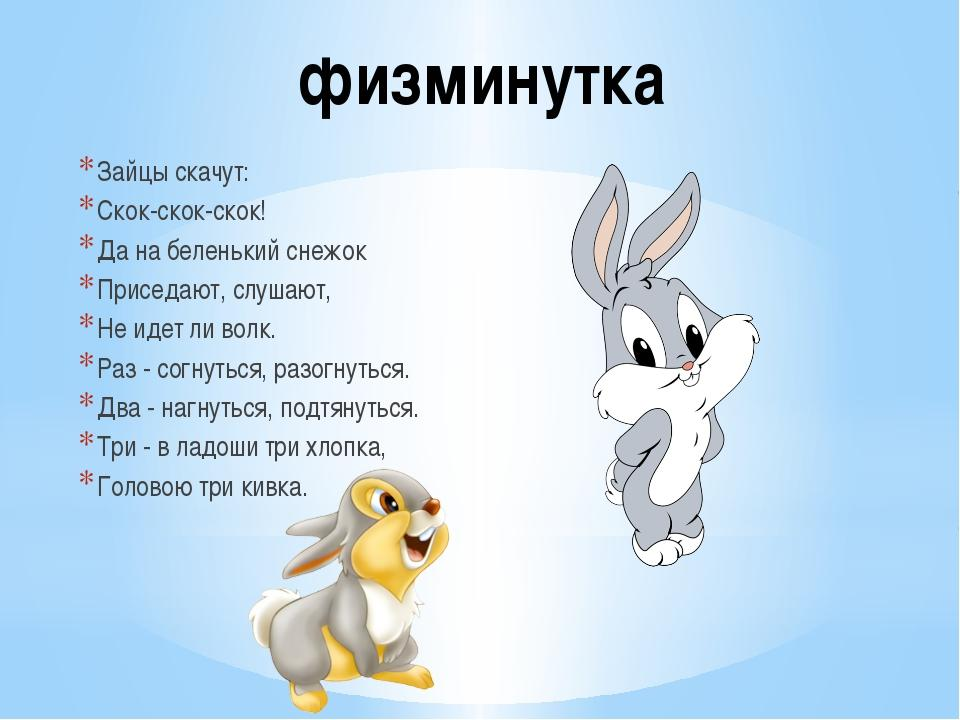 физминутка
* Зайцы скачут:
* Скок-скок-скок!
* Да на беленький снежок
* Приседают, слушают,
* Не идет ли волк.
* Раз - согнуться, разогнуться.
* Два - нагнуться, подтянуться.
* Три - в ладоши три хлопка,
* Головою три кивка.